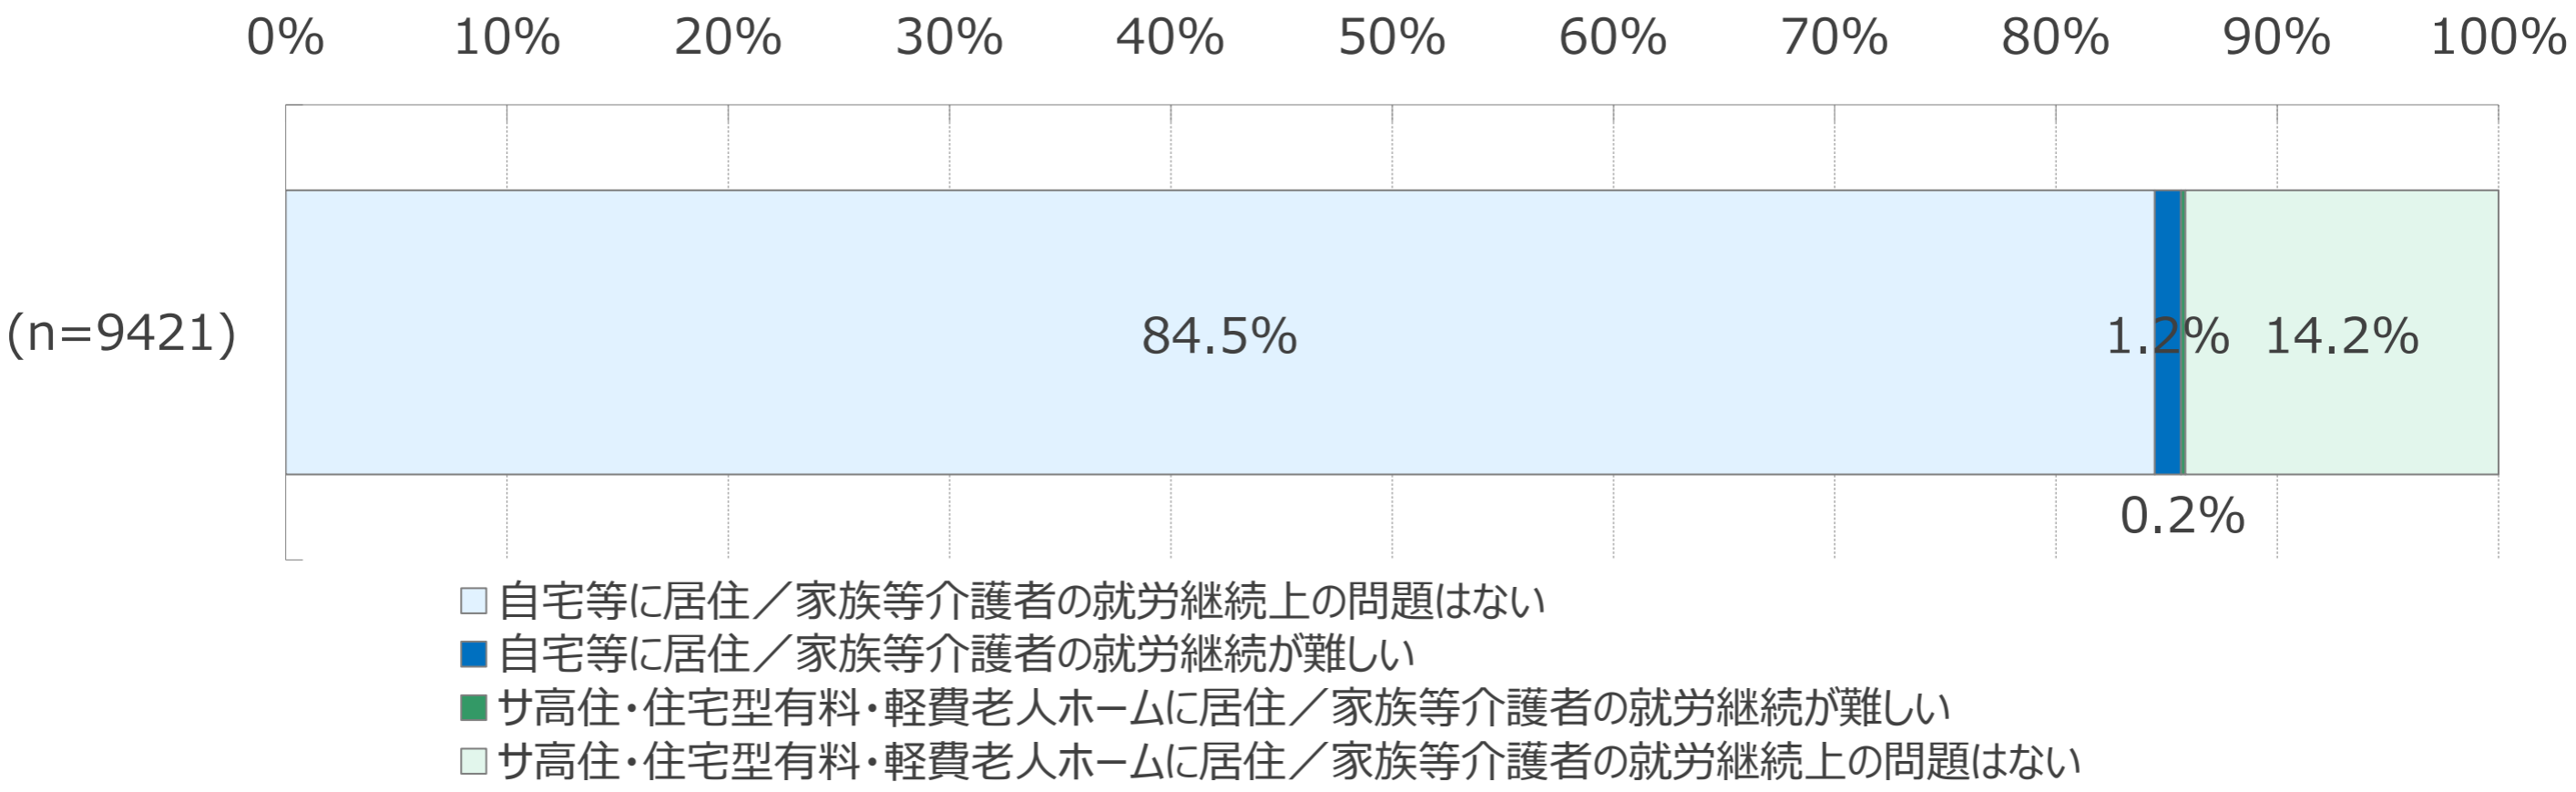 0% 10% 20% 30% 40% 50% 60% 70% 80% 90% 100%
(n=9421) 84.5% 1.2% 14.2%
0.2%
自宅等に居住／家族等介護者の就労継続上の問題はない
自宅等に居住／家族等介護者の就労継続が難しい
サ高住・住宅型有料・軽費老人ホームに居住／家族等介護者の就労継続が難しい
サ高住・住宅型有料・軽費老人ホームに居住／家族等介護者の就労継続上の問題はない